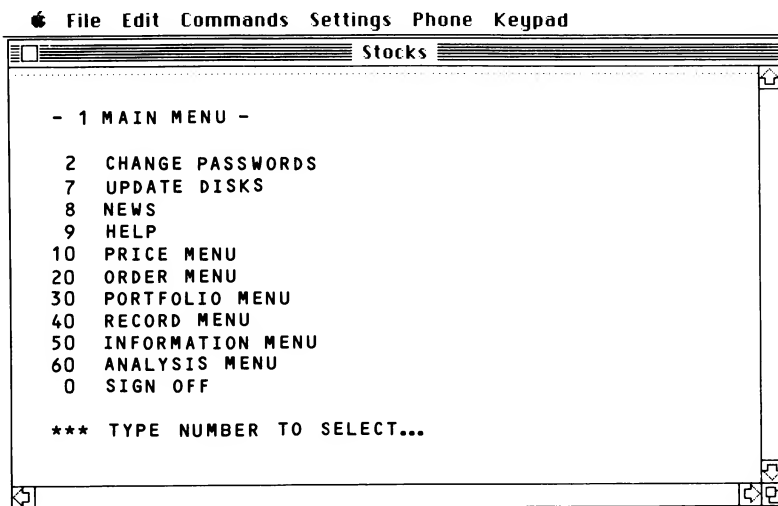 File Edit Commands Settings Phone Keypad
Stocks
- 1 MAIN MENU -
2 CHANGE PASSWORDS
7 UPDATE DISKS
8 NEWS
9 HELP
10 PRICE MENU
20 ORDER MENU
30 PORTFOLIO MENU
40 RECORD MENU
50 INFORMATION MENU
60 ANALYSIS MENU
0 SIGN OFF
*** TYPE NUMBER TO SELECT...